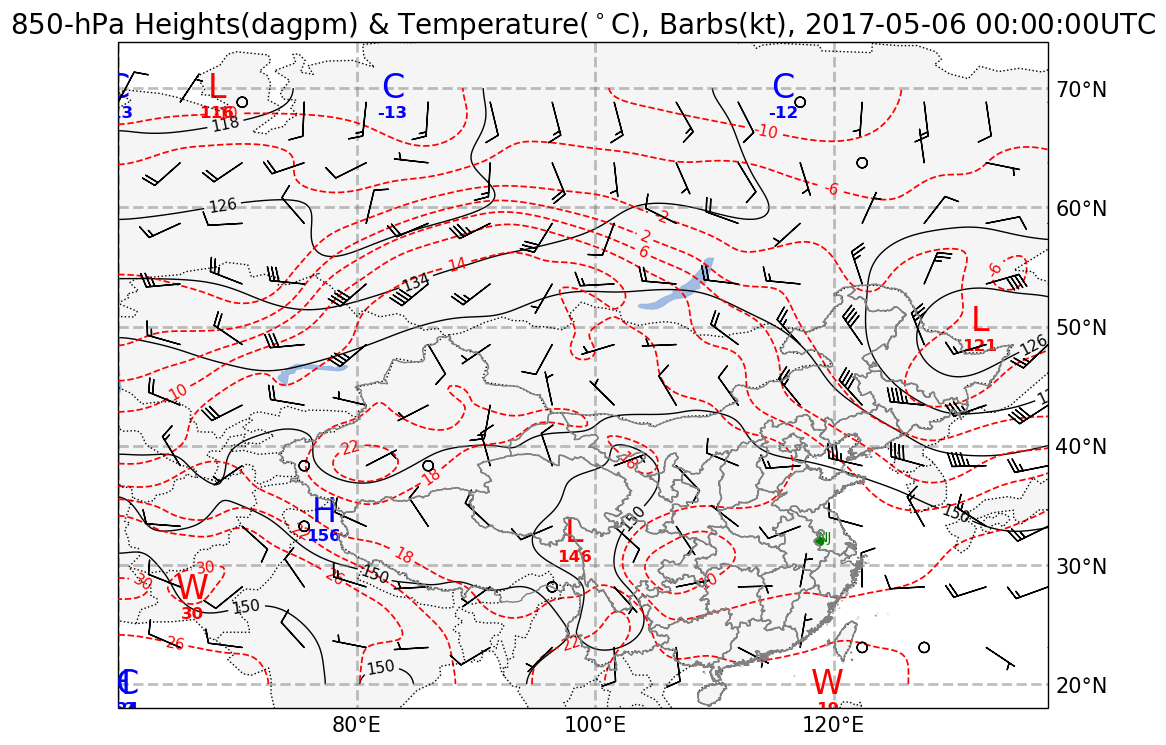 850-hPa Heights(dagpm) & Temperature(°C), Barbs(kt), 2017-05-06 00:00:00UTC
C L C C 70°N
13 116 -13 -12
118 -10
-6
126 60°N
2
2
6
14
134
-6
L 50°N
121
126
10
22 40°N
18
18
H 150 150
156
L
146
18
NJ
30 W 30 150 30°N
30
150
26 22
150
C W 20°N
19
80°E 100°E 120°E